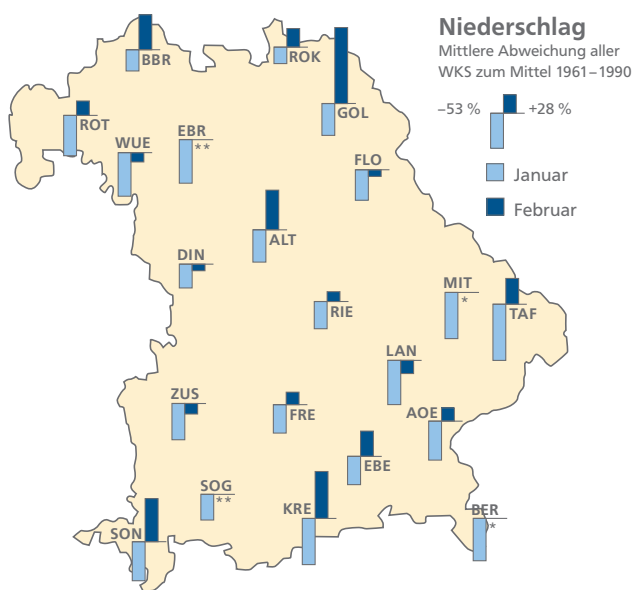 Niederschlag
Mittlere Abweichung aller
WKS zum Mittel 1961–1990
–53 % +28 %
Januar
Februar
BBR
ROK
GOL
ROT
WUE
EBR
**
FLO
ALT
DIN
MIT
*
TAF
RIE
LAN
ZUS
FRE
AOE
EBE
SOG
**
KRE
BER
*
SON